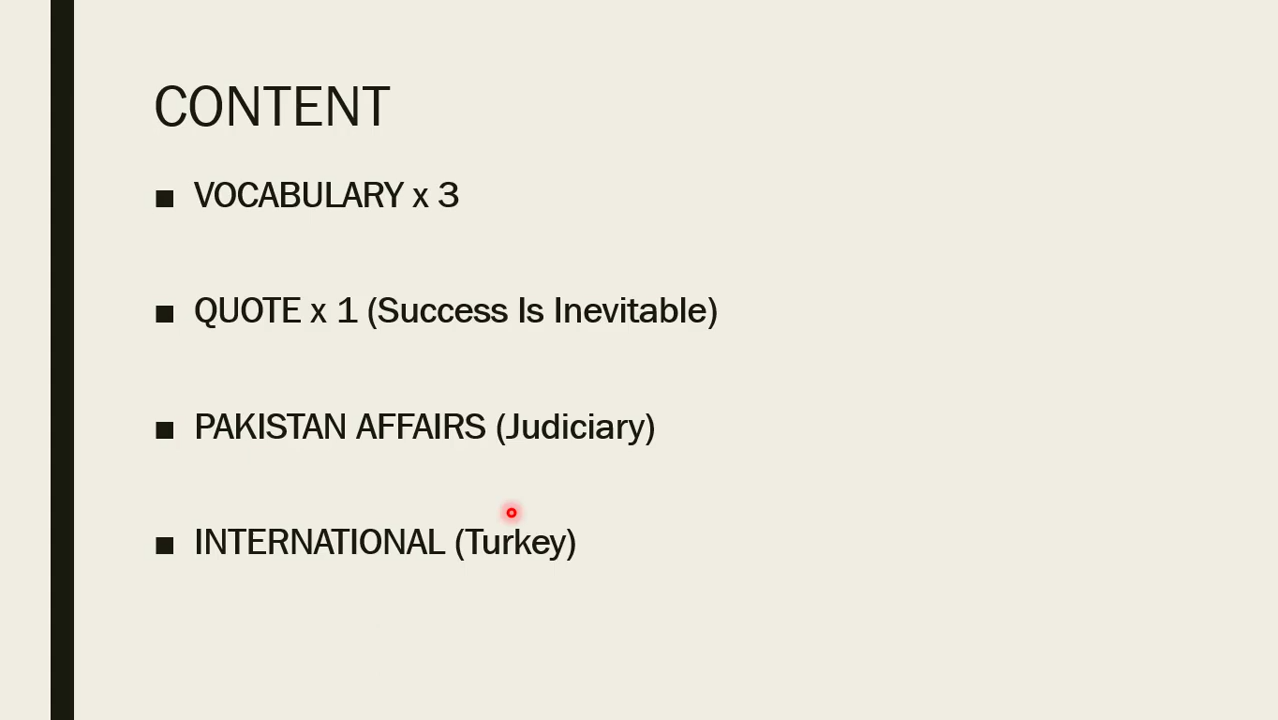 CONTENT
■ VOCABULARY x 3
■ QUOTE x 1 (Success Is Inevitable)
■ PAKISTAN AFFAIRS (Judiciary)
■ INTERNATIONAL (Turkey)